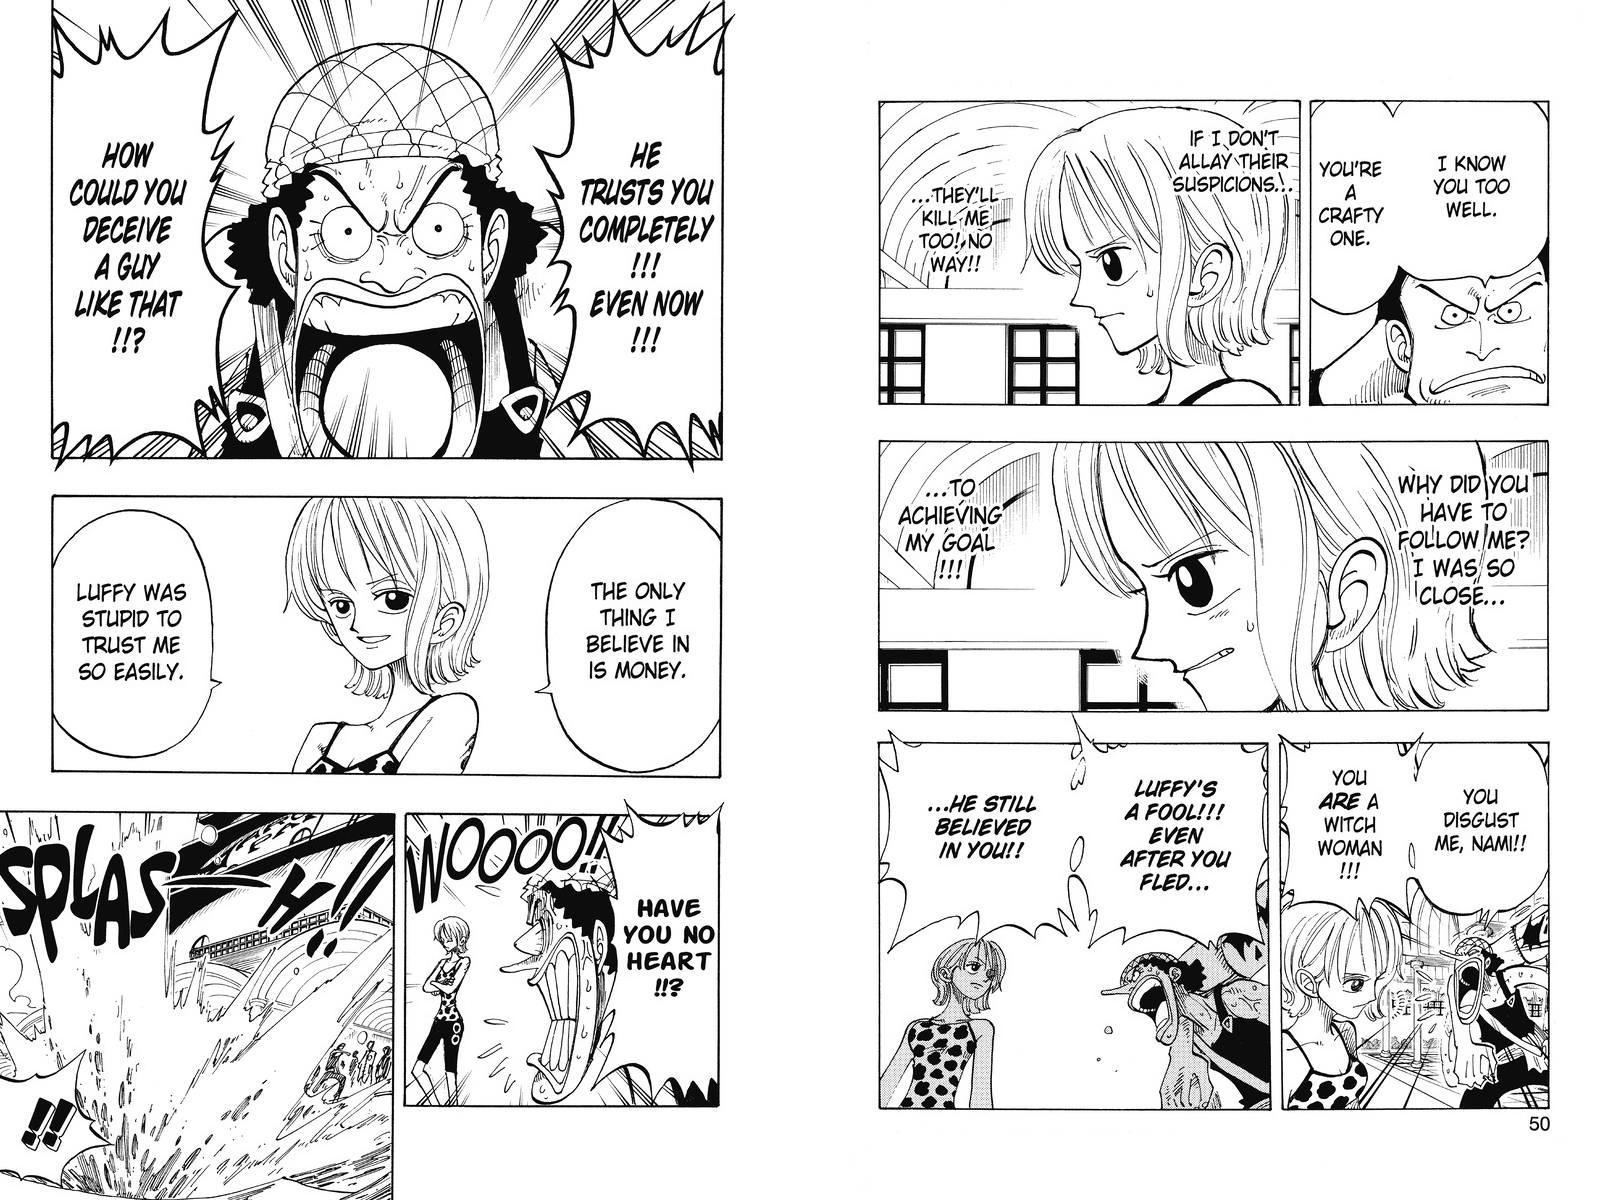 I KNOW
YOU TOO
WELL.
YOU'RE
A
CRAFTY
ONE.
IF I DON'T
ALLAY THEIR
SUSPICIONS...
...THEY'LL
KILL ME
TOO! NO
WAY!!
WHY DID YOU
HAVE TO
FOLLOW ME?
I WAS SO
CLOSE...
...TO
ACHIEVING
MY GOAL
!!!
YOU
DISGUST
ME, NAMI!!
YOU
ARE A
WITCH
WOMAN
!!!
LUFFY'S
A FOOL!!!
EVEN
AFTER YOU
FLED...
...HE STILL
BELIEVED
IN YOU!!
50
HE
TRUSTS YOU
COMPLETELY
!!!
EVEN NOW
!!!
HOW
COULD YOU
DECEIVE
A GUY
LIKE THAT
!!?
THE ONLY
THING I
BELIEVE IN
IS MONEY.
LUFFY WAS
STUPID TO
TRUST ME
SO EASILY.
HAVE
YOU NO
HEART
!!?
WOOOO!!
SPLASH!!
!!